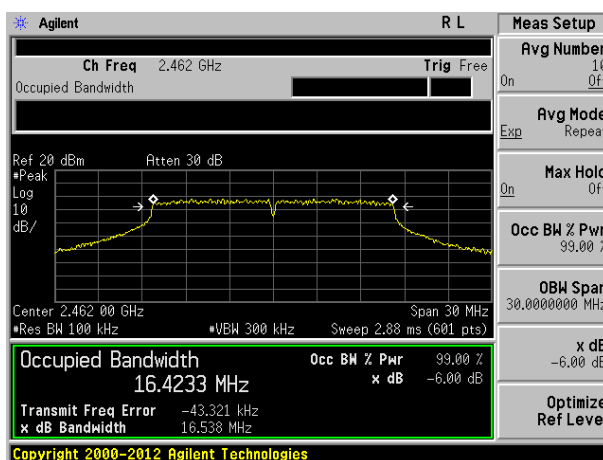 Agilent R L Meas Setup
Ch Freq 2.462 GHz Trig Free
Occupied Bandwidth
Avg Number
On
Avg Mode
Exp Repeat
Ref 20 dBm Atten 30 dB
#Peak
Log
10
dB/
Max Hold
On
Occ BW % Pwr
99.00 %
OBW Span
30.0000000 MHz
Center 2.462 00 GHz Span 30 MHz
#Res BW 100 kHz #VBW 300 kHz Sweep 2.88 ms (601 pts)
Occupied Bandwidth Occ BW % Pwr 99.00 %
16.4233 MHz x dB -6.00 dB
Transmit Freq Error -43.321 kHz
x dB Bandwidth 16.538 MHz
x dB
-6.00 dB
Optimize
Ref Level
Copyright 2000-2012 Agilent Technologies